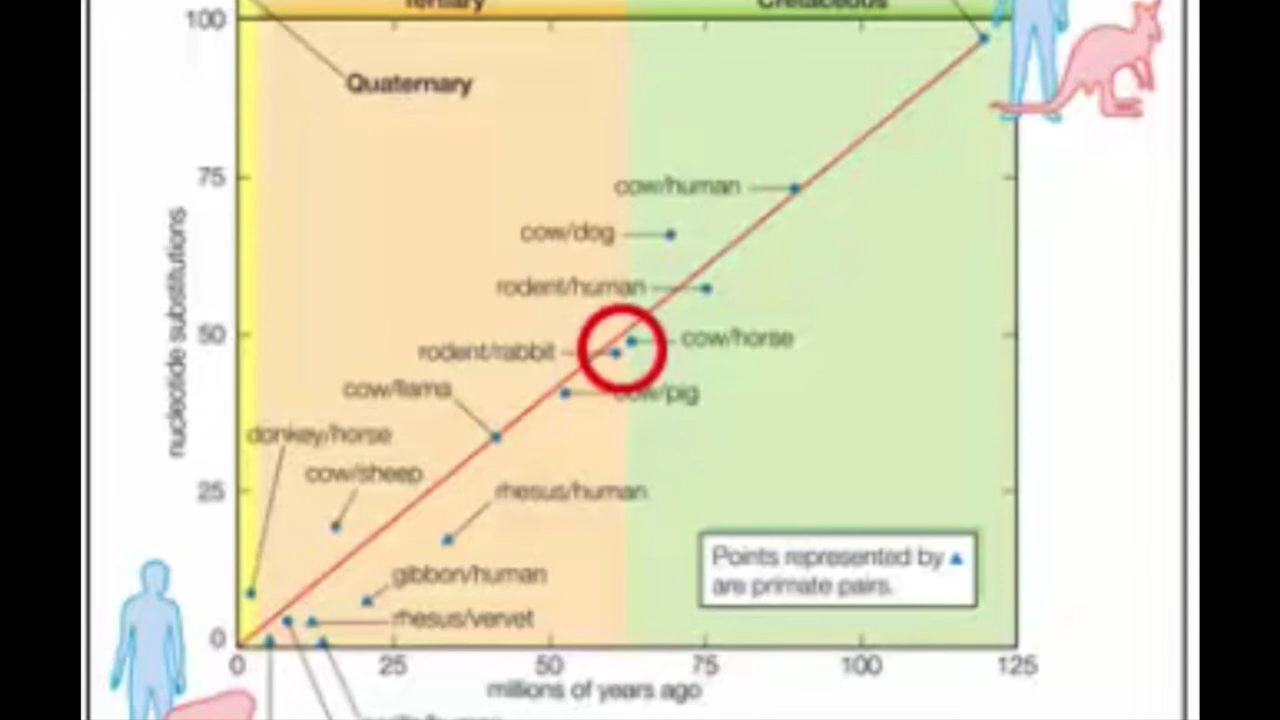 Tertiary
Cretaceous
100
Quaternary
75
cow/human
cow/dog
rodent/human
50
cow/horse
rodent/rabbit
cow/llama
cow/pig
donkey/horse
cow/sheep
25
rhesus/human
Points represented by ▲
are primate pairs.
gibbon/human
rhesus/vervet
0
0 25 50 75 100 125
millions of years ago
nucleotide substitutions